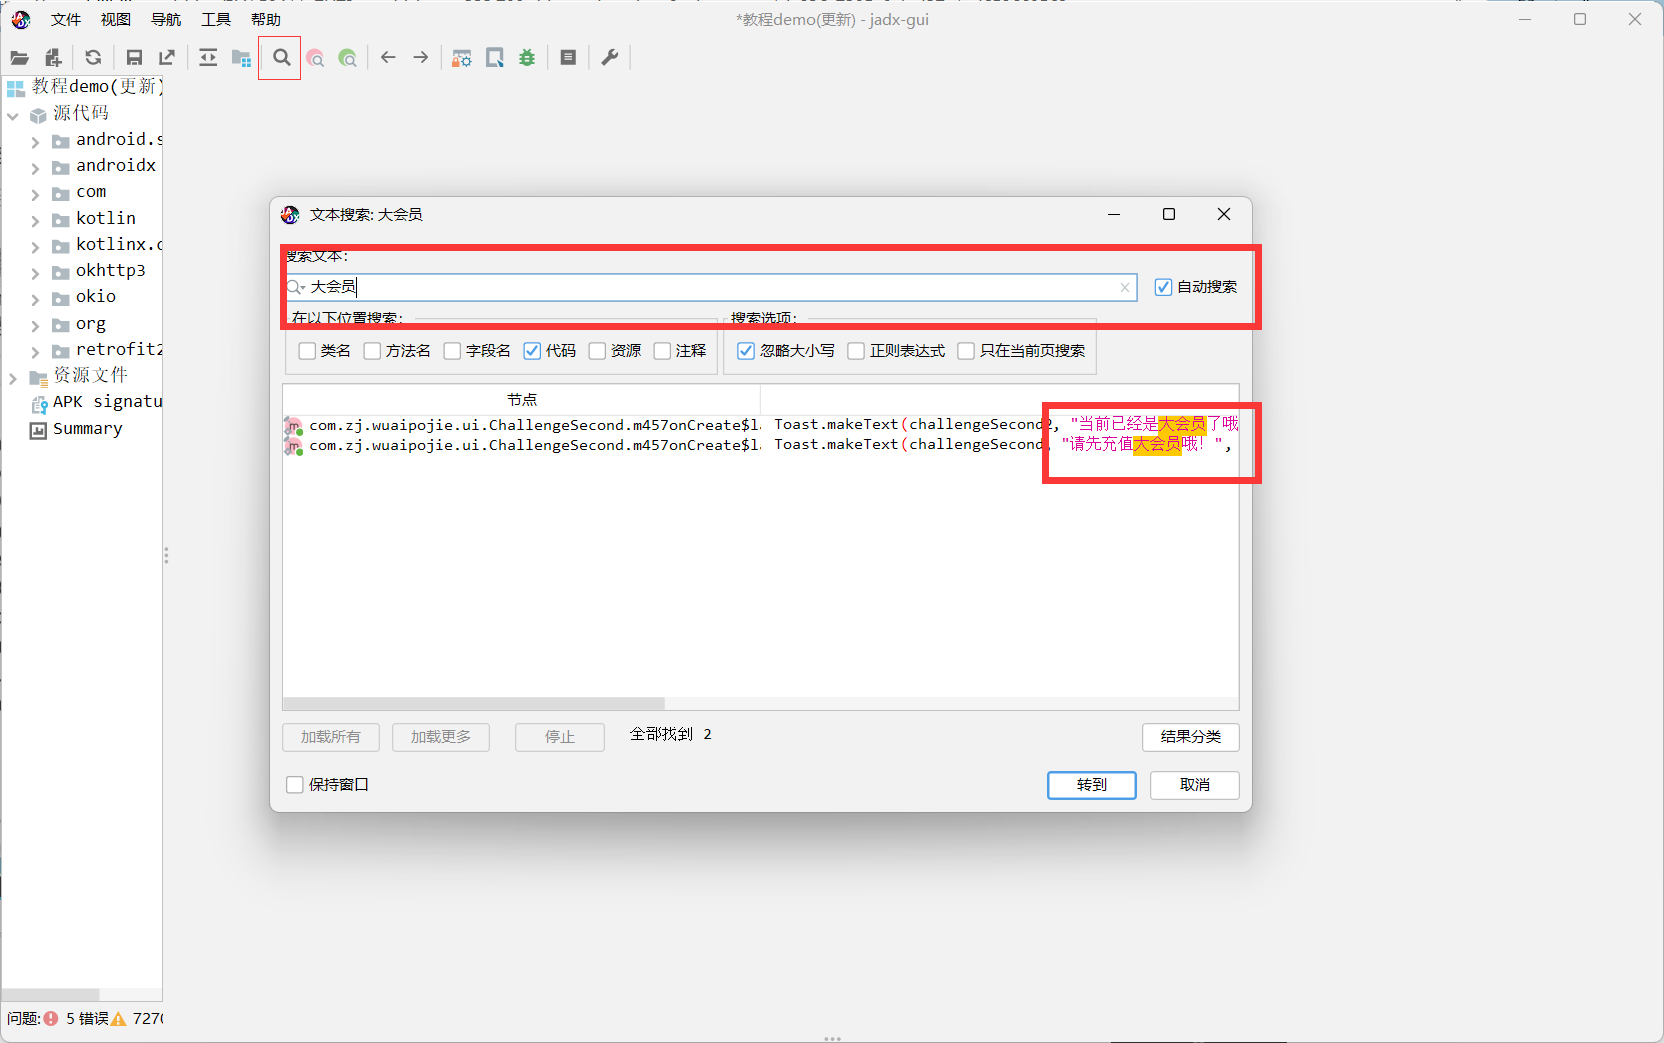 文件 视图 导航 工具 帮助
*教程demo(更新) - jadx-gui
教程demo(更新)
源代码
android.s
androidx
com
kotlin
kotlinx.c
okhttp3
okio
org
retrofit2
资源文件
APK signatu
Summary
文本搜索: 大会员
搜索文本:
大会员
自动搜索
在以下位置搜索:
搜索选项:
类名 方法名 字段名 代码 资源 注释
忽略大小写 正则表达式 只在当前页搜索
节点
com.zj.wuaipojie.ui.ChallengeSecond.m457onCreate$l Toast.makeText(challengeSecond2, "当前已经是大会员了哦
com.zj.wuaipojie.ui.ChallengeSecond.m457onCreate$l Toast.makeText(challengeSecond, "请先充值大会员哦! ",
加载所有 加载更多 停止 全部找到 2 结果分类
保持窗口 转到 取消
问题: 5 错误 727